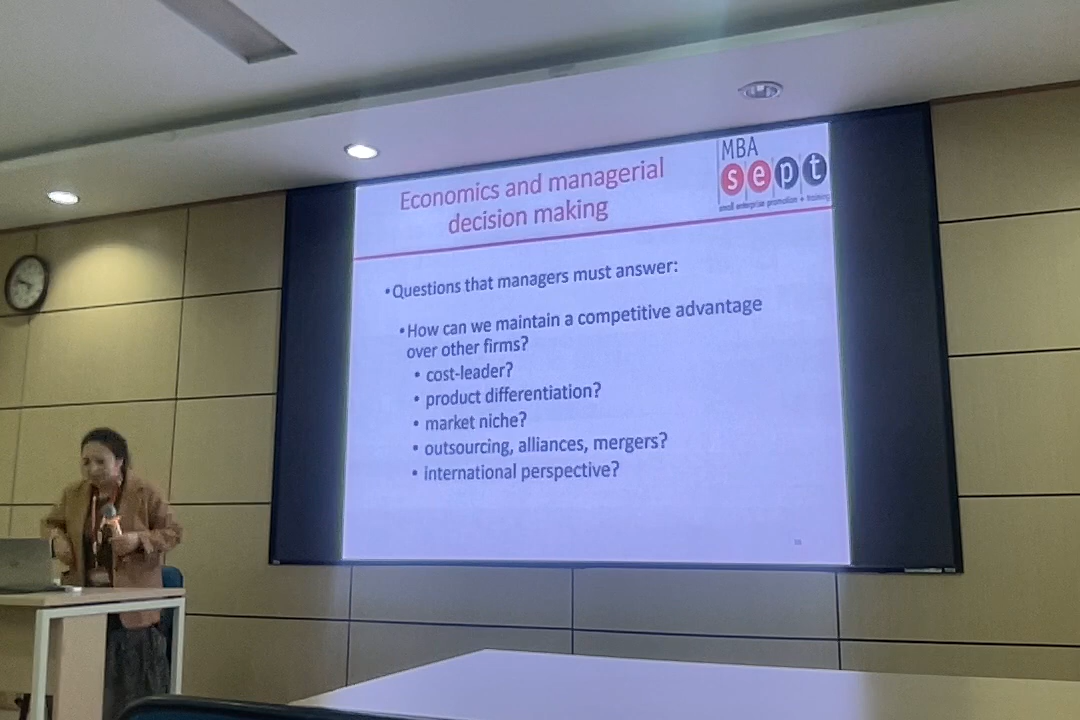 MBA
sept
small enterprise promotion + training
Economics and managerial
decision making
•Questions that managers must answer:
•How can we maintain a competitive advantage
over other firms?
• cost-leader?
• product differentiation?
• market niche?
• outsourcing, alliances, mergers?
• international perspective?